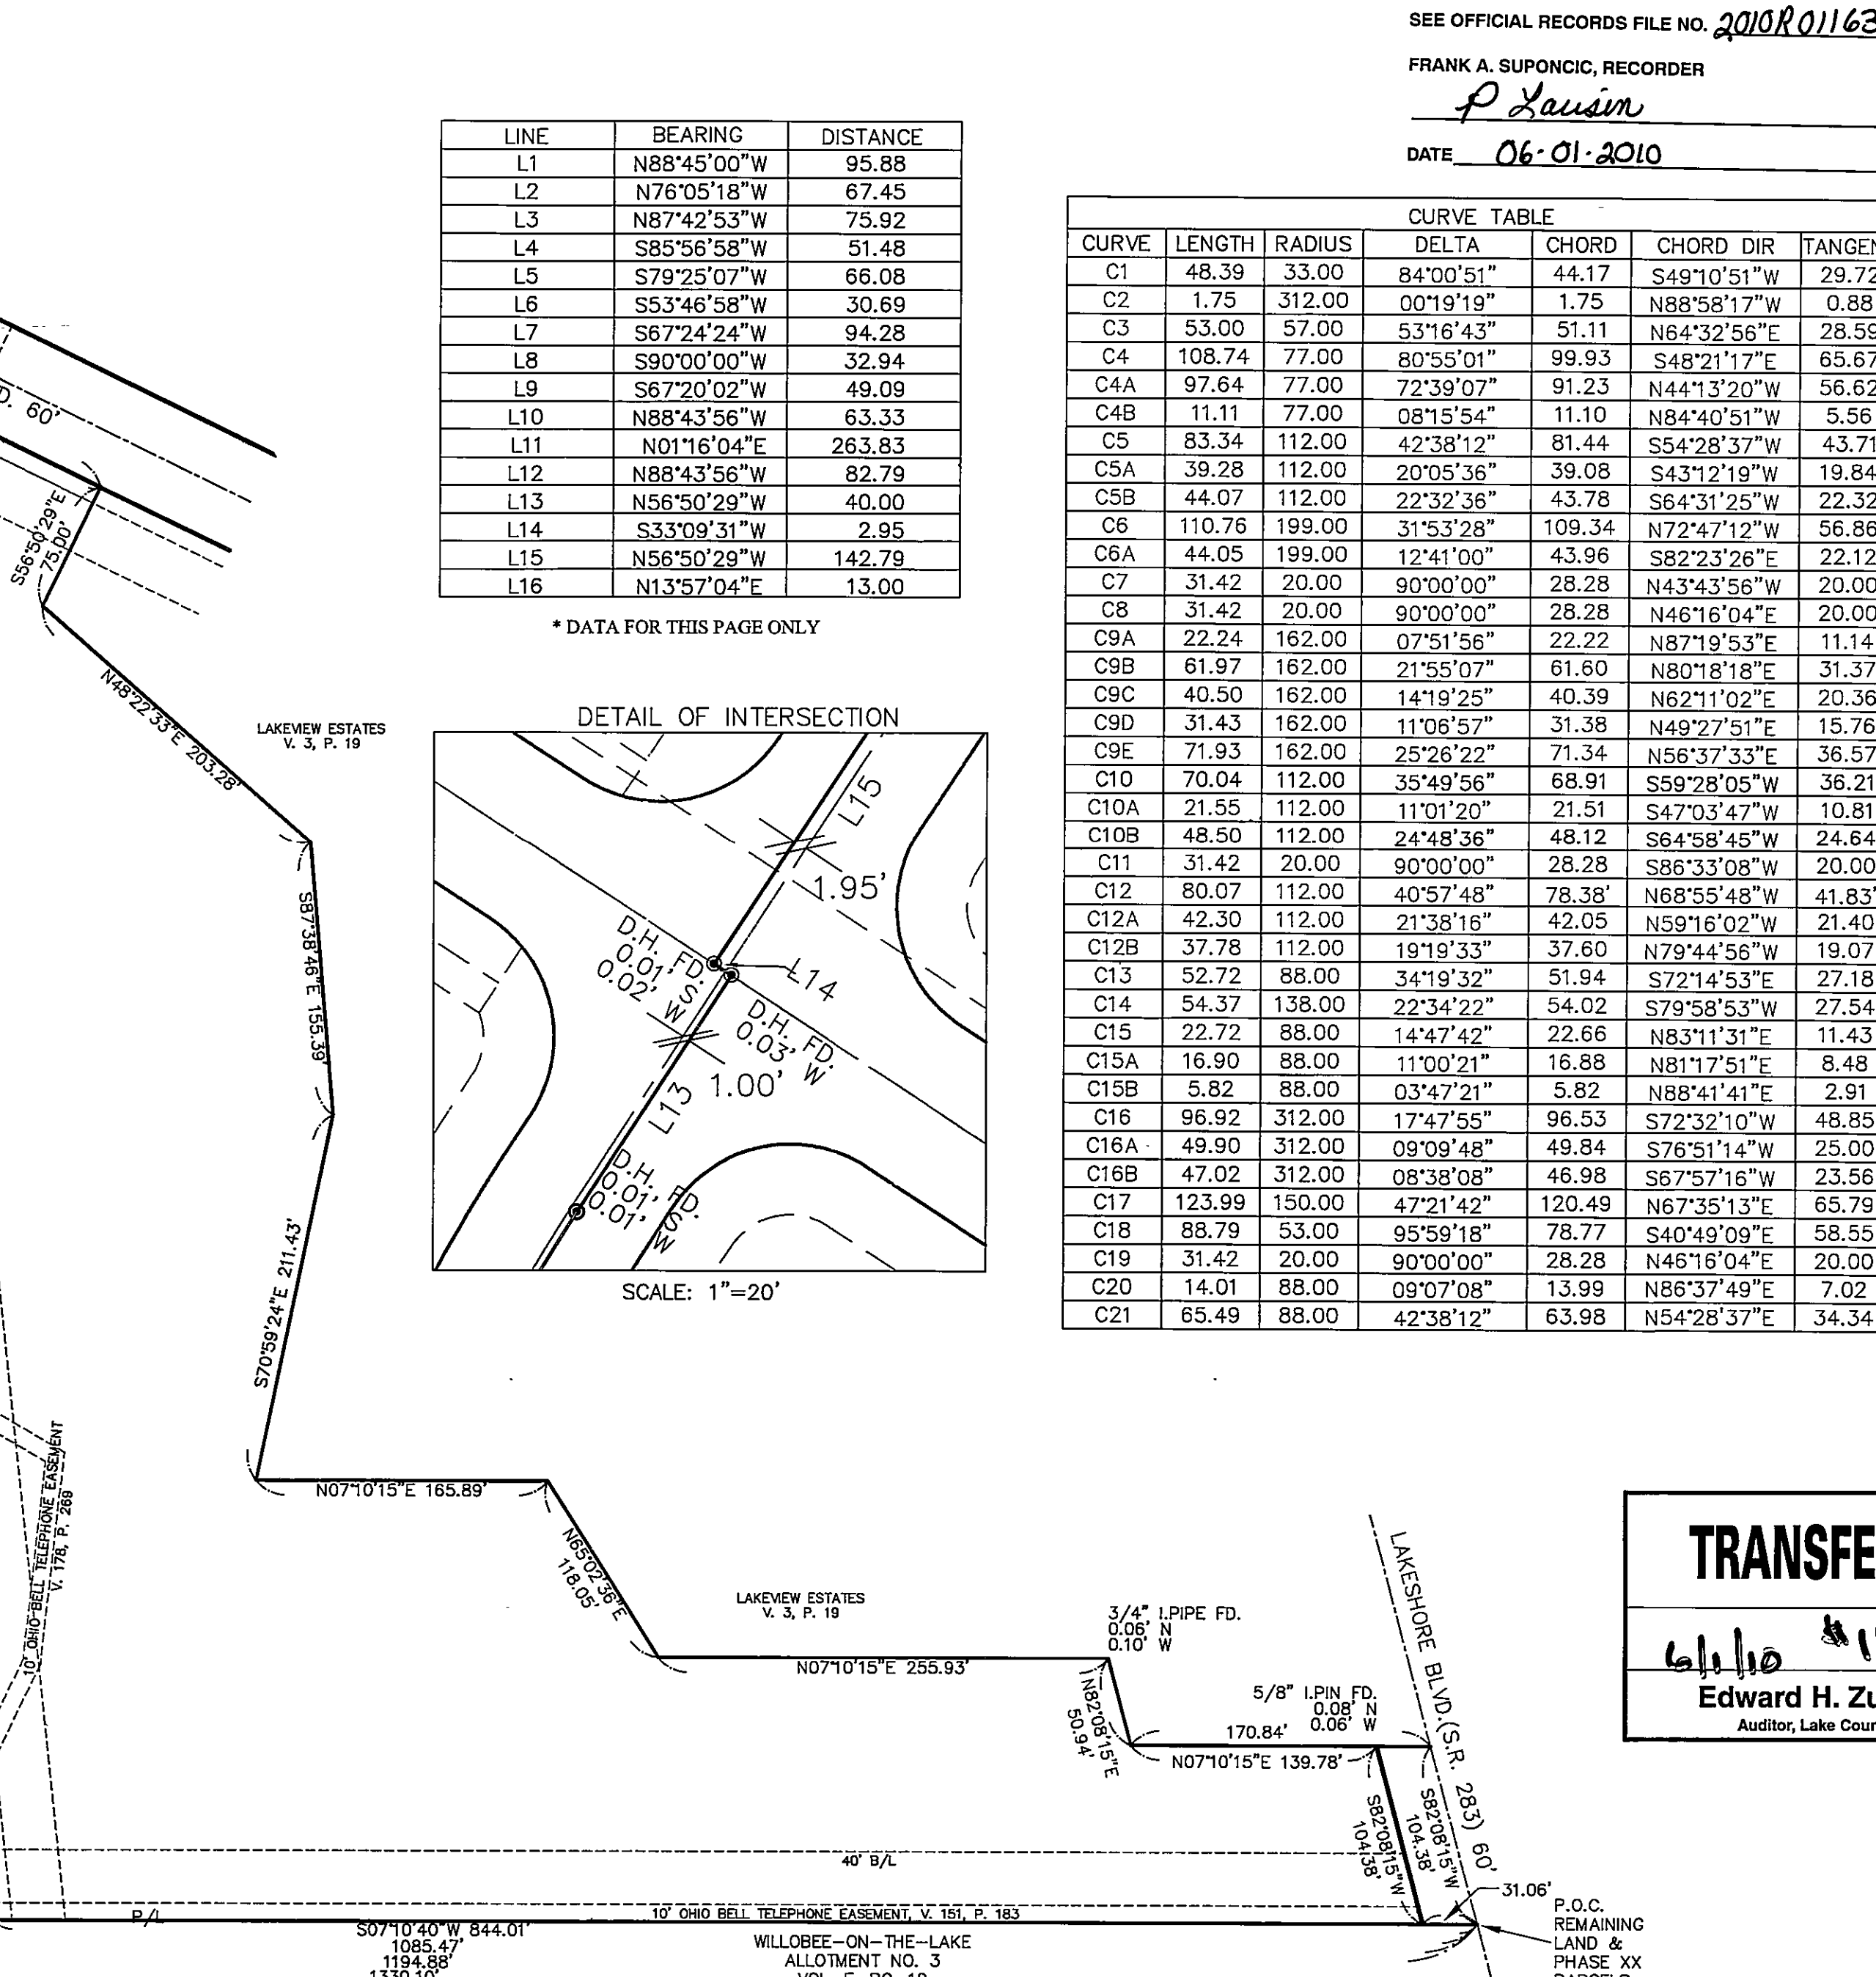 SEE OFFICIAL RECORDS FILE NO. 2010R01163
FRANK A. SUPONCIC, RECORDER
P Lausin
DATE 06·01·2010
LINE BEARING DISTANCE
L1 N88°45'00"W 95.88
L2 N76°05'18"W 67.45
L3 N87°42'53"W 75.92
L4 S85°56'58"W 51.48
L5 S79°25'07"W 66.08
L6 S53°46'58"W 30.69
L7 S67°24'24"W 94.28
L8 S90°00'00"W 32.94
L9 S67°20'02"W 49.09
L10 N88°43'56"W 63.33
L11 N01°16'04"E 263.83
L12 N88°43'56"W 82.79
L13 N56°50'29"W 40.00
L14 S33°09'31"W 2.95
L15 N56°50'29"W 142.79
L16 N13°57'04"E 13.00
* DATA FOR THIS PAGE ONLY
CURVE TABLE
CURVE LENGTH RADIUS DELTA CHORD CHORD DIR TANGEN
C1 48.39 33.00 84°00'51" 44.17 S49°10'51"W 29.72
C2 1.75 312.00 00°19'19" 1.75 N88°58'17"W 0.88
C3 53.00 57.00 53°16'43" 51.11 N64°32'56"E 28.59
C4 108.74 77.00 80°55'01" 99.93 S48°21'17"E 65.67
C4A 97.64 77.00 72°39'07" 91.23 N44°13'20"W 56.62
C4B 11.11 77.00 08°15'54" 11.10 N84°40'51"W 5.56
C5 83.34 112.00 42°38'12" 81.44 S54°28'37"W 43.71
C5A 39.28 112.00 20°05'36" 39.08 S43°12'19"W 19.84
C5B 44.07 112.00 22°32'36" 43.78 S64°31'25"W 22.32
C6 110.76 199.00 31°53'28" 109.34 N72°47'12"W 56.86
C6A 44.05 199.00 12°41'00" 43.96 S82°23'26"E 22.12
C7 31.42 20.00 90°00'00" 28.28 N43°43'56"W 20.00
C8 31.42 20.00 90°00'00" 28.28 N46°16'04"E 20.00
C9A 22.24 162.00 07°51'56" 22.22 N87°19'53"E 11.14
C9B 61.97 162.00 21°55'07" 61.60 N80°18'18"E 31.37
C9C 40.50 162.00 14°19'25" 40.39 N62°11'02"E 20.36
C9D 31.43 162.00 11°06'57" 31.38 N49°27'51"E 15.76
C9E 71.93 162.00 25°26'22" 71.34 N56°37'33"E 36.57
C10 70.04 112.00 35°49'56" 68.91 S59°28'05"W 36.21
C10A 21.55 112.00 11°01'20" 21.51 S47°03'47"W 10.81
C10B 48.50 112.00 24°48'36" 48.12 S64°58'45"W 24.64
C11 31.42 20.00 90°00'00" 28.28 S86°33'08"W 20.00
C12 80.07 112.00 40°57'48" 78.38' N68°55'48"W 41.83'
C12A 42.30 112.00 21°38'16" 42.05 N59°16'02"W 21.40
C12B 37.78 112.00 19°19'33" 37.60 N79°44'56"W 19.07
C13 52.72 88.00 34°19'32" 51.94 S72°14'53"E 27.18
C14 54.37 138.00 22°34'22" 54.02 S79°58'53"W 27.54
C15 22.72 88.00 14°47'42" 22.66 N83°11'31"E 11.43
C15A 16.90 88.00 11°00'21" 16.88 N81°17'51"E 8.48
C15B 5.82 88.00 03°47'21" 5.82 N88°41'41"E 2.91
C16 96.92 312.00 17°47'55" 96.53 S72°32'10"W 48.85
C16A 49.90 312.00 09°09'48" 49.84 S76°51'14"W 25.00
C16B 47.02 312.00 08°38'08" 46.98 S67°57'16"W 23.56
C17 123.99 150.00 47°21'42" 120.49 N67°35'13"E 65.79
C18 88.79 53.00 95°59'18" 78.77 S40°49'09"E 58.55
C19 31.42 20.00 90°00'00" 28.28 N46°16'04"E 20.00
C20 14.01 88.00 09°07'08" 13.99 N86°37'49"E 7.02
C21 65.49 88.00 42°38'12" 63.98 N54°28'37"E 34.34
D. 60'
S56°50'29"E
75.00'
N48°22'33"E 203.28'
LAKEVIEW ESTATES
V. 3, P. 19
S87°38'46"E 155.39'
S70°59'24"E 211.43'
DETAIL OF INTERSECTION
L15
1.95'
D.H. FD.
0.01' S
0.02' W
L14
D.H. FD.
0.03' W
1.00'
L13
D.H. FD.
0.01' S
0.01' W
SCALE: 1"=20'
10' OHIO BELL TELEPHONE EASEMENT
V. 178, P. 269
N07°10'15"E 165.89'
N65°02'36"E
118.05'
LAKEVIEW ESTATES
V. 3, P. 19
N07°10'15"E 255.93'
3/4" I.PIPE FD.
0.06' N
0.10' W
N82°08'15"E
50.94'
5/8" I.PIN FD.
0.08' N
0.06' W
170.84'
N07°10'15"E 139.78'
LAKESHORE BLVD.(S.R. 283) 60'
S82°08'15"W
104.38'
S82°08'15"W
104.38'
31.06'
P.O.C.
REMAINING
LAND &
PHASE XX
PARCELS
TRANSFE
6/1/10 $1
Edward H. Zu
Auditor, Lake Coun
40' B/L
10' OHIO BELL TELEPHONE EASEMENT, V. 151, P. 183
P/L
S07°10'40"W 844.01'
1085.47'
1194.88'
1339.10'
WILLOBEE-ON-THE-LAKE
ALLOTMENT NO. 3